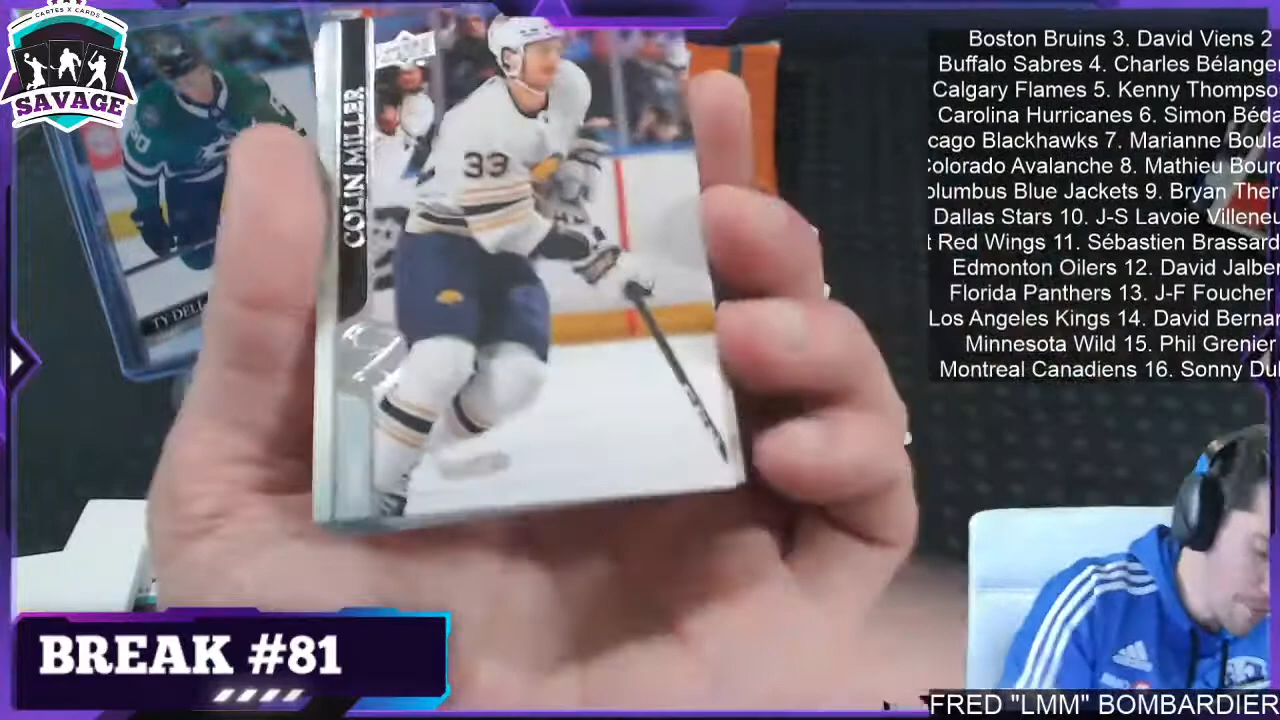 CARTES X CARDS
SAVAGE
TY DELL
COLIN MILLER
33
Boston Bruins 3. David Viens 2
Buffalo Sabres 4. Charles Bélanger
Calgary Flames 5. Kenny Thompso
Carolina Hurricanes 6. Simon Béda
cago Blackhawks 7. Marianne Boula
Colorado Avalanche 8. Mathieu Bourc
olumbus Blue Jackets 9. Bryan Ther
Dallas Stars 10. J-S Lavoie Villeneu
t Red Wings 11. Sébastien Brassard
Edmonton Oilers 12. David Jalber
Florida Panthers 13. J-F Foucher
Los Angeles Kings 14. David Bernar
Minnesota Wild 15. Phil Grenier
Montreal Canadiens 16. Sonny Du
BREAK #81
FRED "LMM" BOMBARDIER